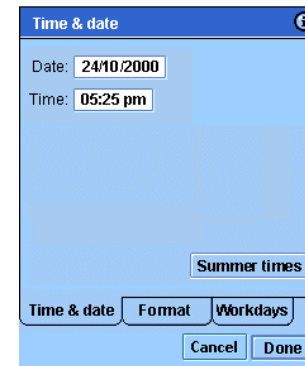 Time & date
Date: 24/10/2000
Time: 05:25 pm
Summer times
Time & date Format Workdays
Cancel Done